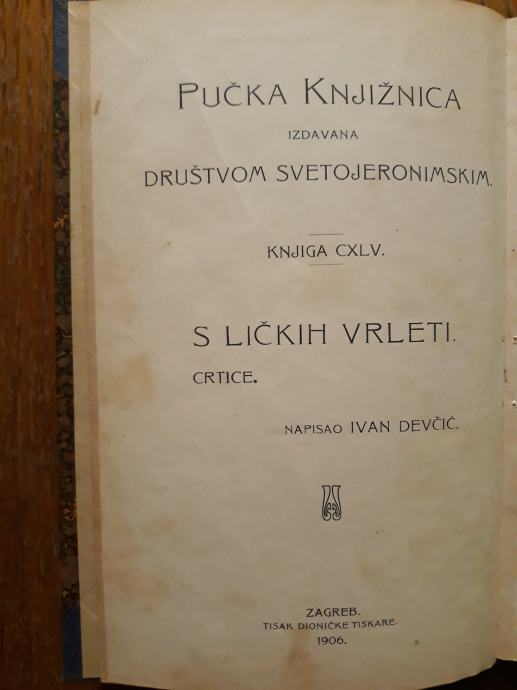 PUČKA KNJIŽNICA
IZDAVANA
DRUŠTVOM SVETOJERONIMSKIM.
KNJIGA CXLV.
S LIČKIH VRLETI.
CRTICE.
NAPISAO IVAN DEVČIĆ.
ZAGREB.
TISAK DIONIČKE TISKARE.
1906.